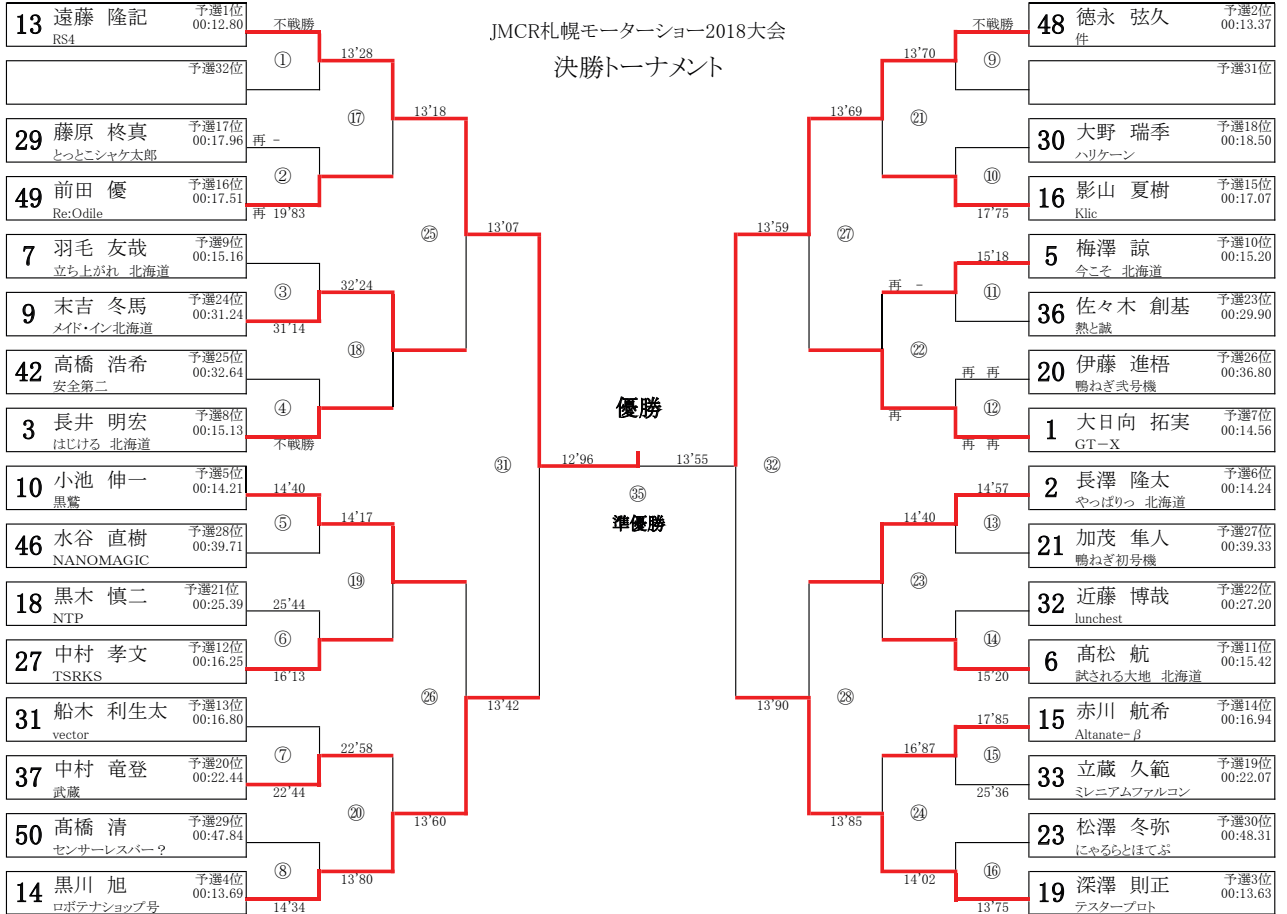 JMCR札幌モーターショー2018大会
決勝トーナメント
13 遠藤 隆記 予選1位
00:12.80
RS4
不戦勝
①
予選32位
13'28
⑰
29 藤原 柊真 予選17位
00:17.96
とっとこシャケ太郎
再 -
②
49 前田 優 予選16位
00:17.51
Re:Odile
再 19'83
13'18
㉕
7 羽毛 友哉 予選9位
00:15.16
立ち上がれ 北海道
③
9 末吉 冬馬 予選24位
00:31.24
メイド・イン北海道
31'14
32'24
⑱
42 高橋 浩希 予選25位
00:32.64
安全第二
④
3 長井 明宏 予選8位
00:15.13
はじける 北海道
不戦勝
13'07
㉛
10 小池 伸一 予選5位
00:14.21
黒鷲
14'40
⑤
46 水谷 直樹 予選28位
00:39.71
NANOMAGIC
14'17
⑲
18 黒木 慎二 予選21位
00:25.39
NTP
25'44
⑥
27 中村 孝文 予選12位
00:16.25
TSRKS
16'13
㉖
13'42
31 船木 利生太 予選13位
00:16.80
vector
⑦
37 中村 竜登 予選20位
00:22.44
武蔵
22'44
22'58
⑳
13'60
50 髙橋 清 予選29位
00:47.84
センサーレスバー？
⑧
13'80
14 黒川 旭 予選4位
00:13.69
ロボテナショップ号
14'34
優勝
12'96
13'55
㉟
準優勝
48 徳永 弦久 予選2位
00:13.37
件
不戦勝
⑨
予選31位
13'70
㉑
30 大野 瑞季 予選18位
00:18.50
ハリケーン
⑩
16 影山 夏樹 予選15位
00:17.07
Klic
17'75
13'69
㉗
5 梅澤 諒 予選10位
00:15.20
今こそ 北海道
15'18
⑪
36 佐々木 創基 予選23位
00:29.90
熱と誠
再 -
㉒
再
20 伊藤 進梧 予選26位
00:36.80
鴨ねぎ弐号機
再 再
⑫
1 大日向 拓実 予選7位
00:14.56
GT-X
再 再
13'59
㉜
2 長澤 隆太 予選6位
00:14.24
やっぱりっ 北海道
14'57
⑬
21 加茂 隼人 予選27位
00:39.33
鴨ねぎ初号機
14'40
㉓
32 近藤 博哉 予選22位
00:27.20
lunchest
⑭
6 髙松 航 予選11位
00:15.42
試される大地 北海道
15'20
13'90
㉘
15 赤川 航希 予選14位
00:16.94
Altanate-β
17'85
⑮
33 立蔵 久範 予選19位
00:22.07
ミレニアムファルコン
25'36
16'87
㉔
13'85
23 松澤 冬弥 予選30位
00:48.31
にゃるらとほてぷ
⑯
14'02
19 深澤 則正 予選3位
00:13.63
テスタープロト
13'75